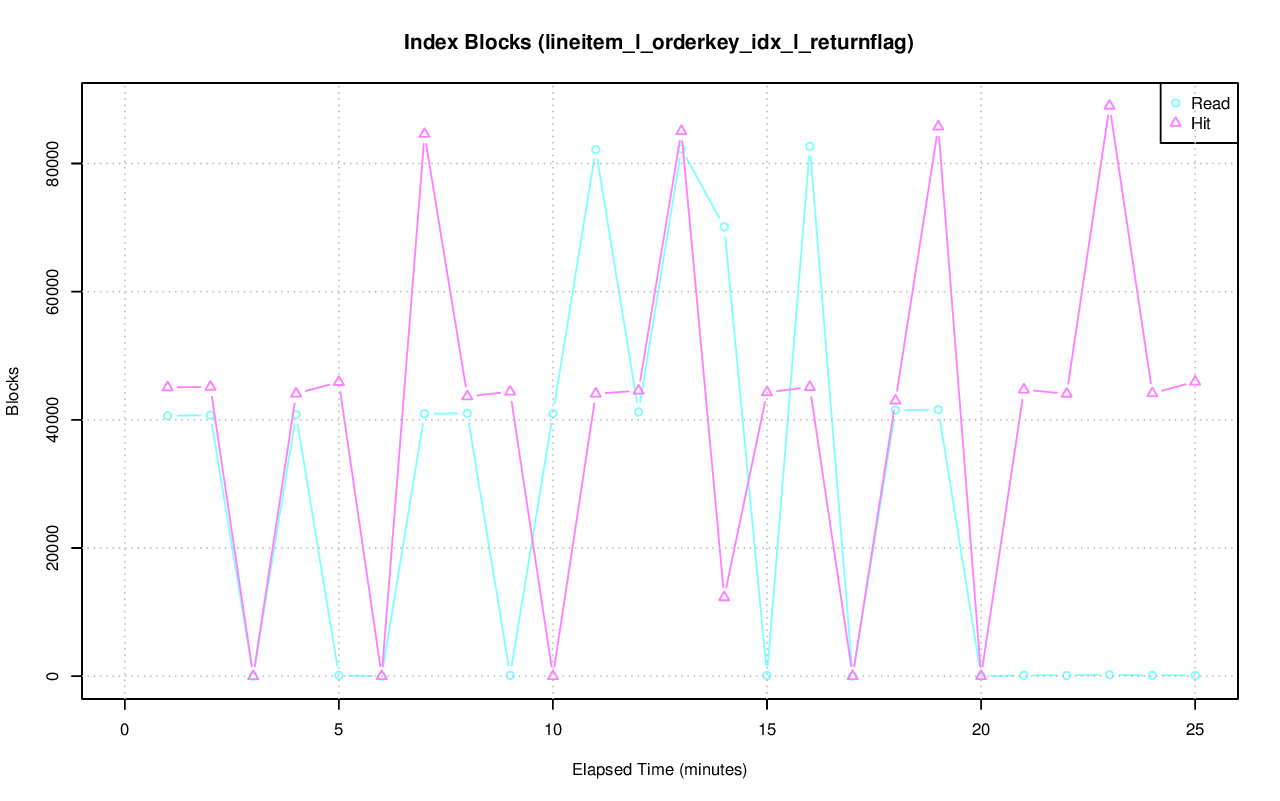 Index Blocks (lineitem_l_orderkey_idx_l_returnflag)
Read
Hit
Blocks
80000
60000
40000
20000
0
0 5 10 15 20 25
Elapsed Time (minutes)